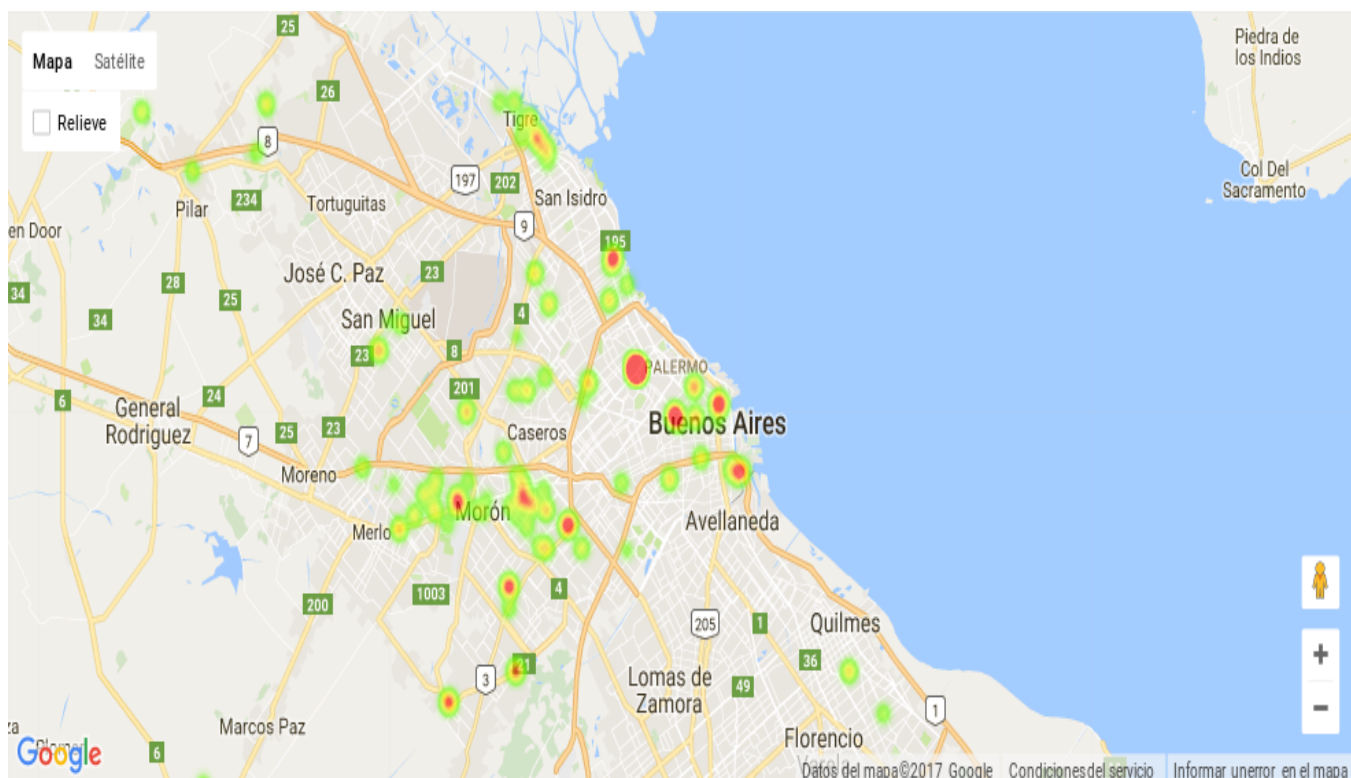 Mapa Satélite
Relieve
25
26
8
Tigre
Piedra de
los Indios
Col Del
Sacramento
197
202
San Isidro
234
Pilar
Tortuguitas
9
195
en Door
José C. Paz
23
28
25
34
34
4
San Miguel
23
8
PALERMO
6
24
201
General
Rodriguez
7
25
23
Caseros
Buenos Aires
Moreno
Morón
Merlo
Avellaneda
200
1003
4
205
1
Quilmes
36
3
21
Lomas de
Zamora
49
1
za
Marcos Paz
6
Florencio
Varela
Google
Datos del mapa©2017 Google Condiciones del servicio Informar un error en el mapa